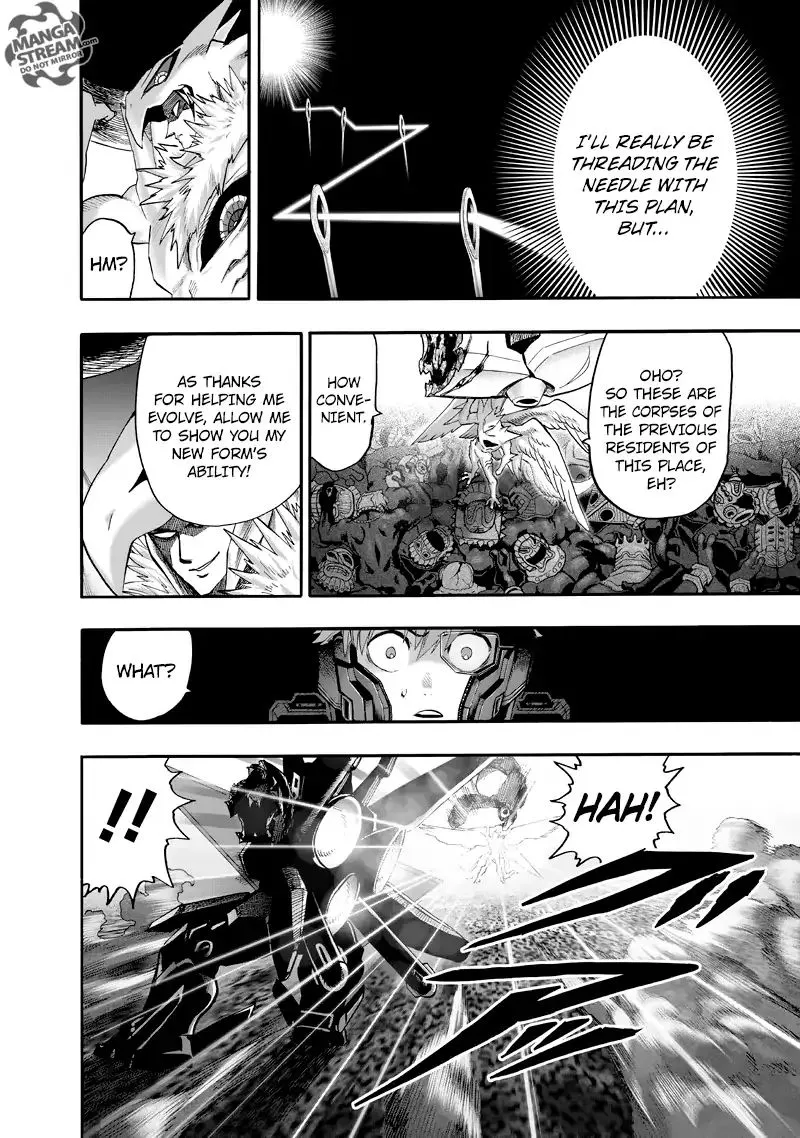 MANGA
STREAM.COM
DO NOT MIRROR
I'LL REALLY BE
THREADING THE
NEEDLE WITH
THIS PLAN,
BUT...
HM?
OHO?
SO THESE ARE
THE CORPSES OF
THE PREVIOUS
RESIDENTS OF
THIS PLACE,
EH?
HOW
CONVE-
NIENT.
AS THANKS
FOR HELPING ME
EVOLVE, ALLOW ME
TO SHOW YOU MY
NEW FORM'S
ABILITY!
WHAT?
HAH!
!!